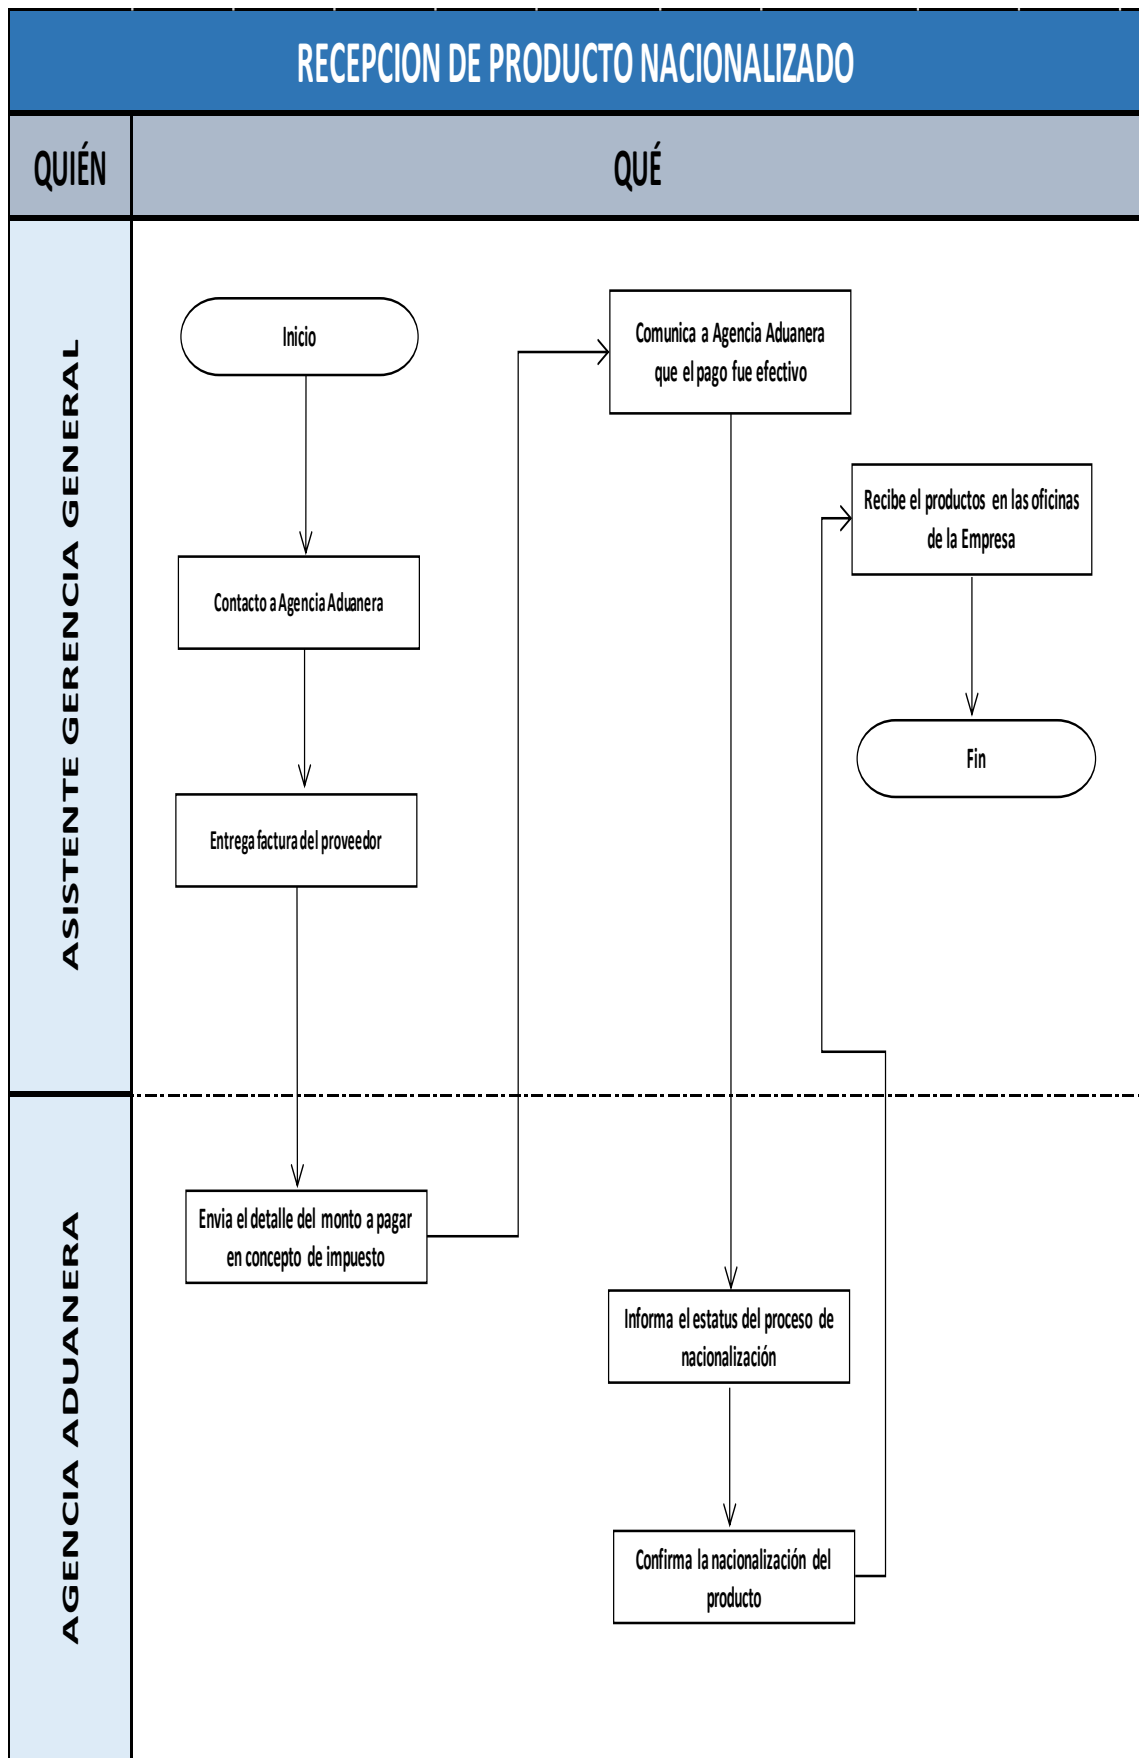 RECEPCION DE PRODUCTO NACIONALIZADO
QUIÉN
QUÉ
ASISTENTE GERENCIA GENERAL
Inicio
Contacto a Agencia Aduanera
Entrega factura del proveedor
Comunica a Agencia Aduanera
que el pago fue efectivo
Recibe el productos en las oficinas
de la Empresa
Fin
AGENCIA ADUANERA
Envia el detalle del monto a pagar
en concepto de impuesto
Informa el estatus del proceso de
nacionalización
Confirma la nacionalización del
producto